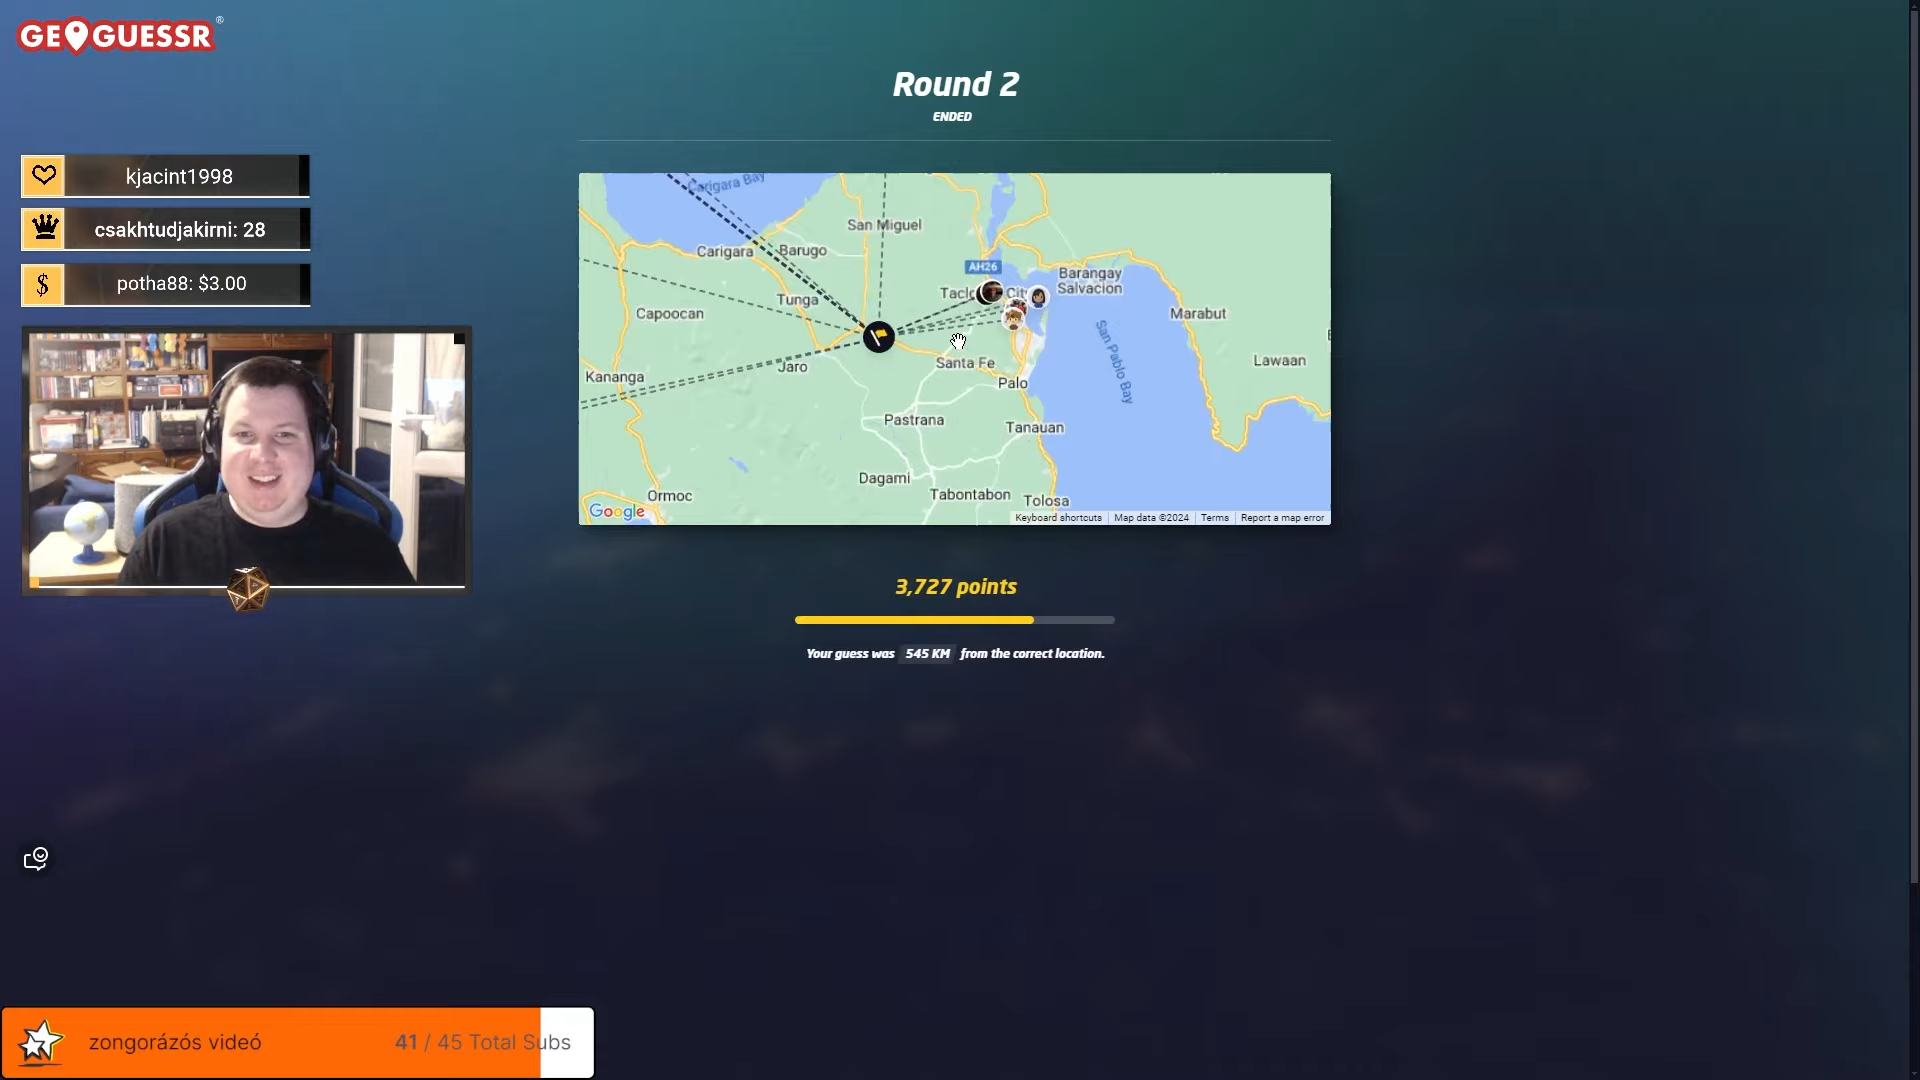 GEOGUESSR®
Round 2
ENDED
kjacint1998
csakhtudjakirni: 28
potha88: $3.00
Carigara Bay
San Miguel
Carigara
Barugo
AH26
Barangay
Salvacion
Tunga
Capoocan
Marabut
San Pablo Bay
Lawaan
Santa Fe
Jaro
Kananga
Palo
Pastrana
Tanauan
Dagami
Ormoc
Tabontabon
Tolosa
Google
Keyboard shortcuts
Map data ©2024
Terms
Report a map error
3,727 points
Your guess was 545 KM from the correct location.
zongorázós videó
41 / 45 Total Subs